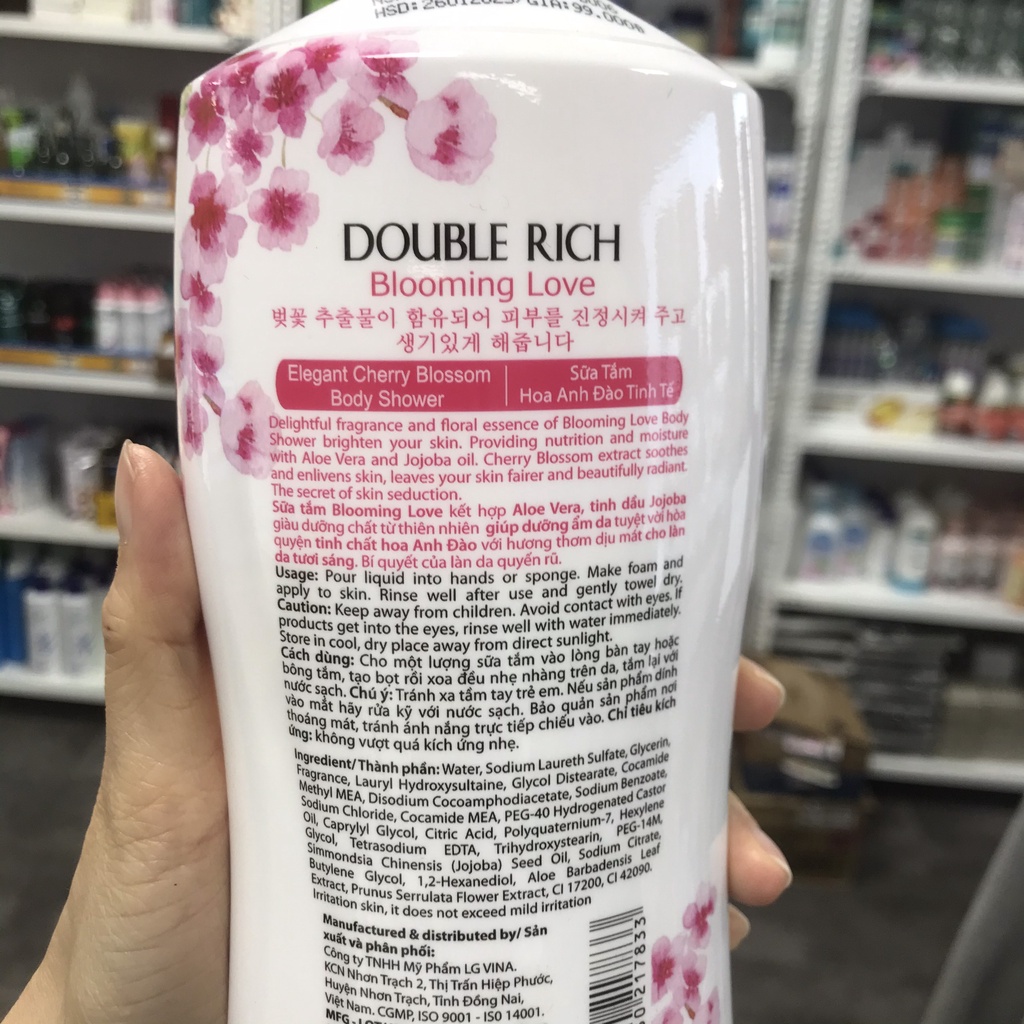 HSD:26012023/GIA:99.000đ
DOUBLE RICH
Blooming Love
벚꽃 추출물이 함유되어 피부를 진정시켜 주고
생기있게 해줍니다
Elegant Cherry Blossom
Body Shower
Sữa Tắm
Hoa Anh Đào Tinh Tế
Delightful fragrance and floral essence of Blooming Love Body
Shower brighten your skin. Providing nutrition and moisture
with Aloe Vera and Jojoba oil. Cherry Blossom extract soothes
and enlivens skin, leaves your skin fairer and beautifully radiant.
The secret of skin seduction.
Sữa tắm Blooming Love kết hợp Aloe Vera, tinh dầu Jojoba
giàu dưỡng chất từ thiên nhiên giúp dưỡng ẩm da tuyệt vời hòa
quyện tinh chất hoa Anh Đào với hương thơm dịu mát cho làn
da tươi sáng. Bí quyết của làn da quyến rũ.
Usage: Pour liquid into hands or sponge. Make foam and
apply to skin. Rinse well after use and gently towel dry.
Caution: Keep away from children. Avoid contact with eyes. If
products get into the eyes, rinse well with water immediately.
Store in cool, dry place away from direct sunlight.
Cách dùng: Cho một lượng sữa tắm vào lòng bàn tay hoặc
bông tắm, tạo bọt rồi xoa đều nhẹ nhàng trên da, tắm lại với
nước sạch. Chú ý: Tránh xa tầm tay trẻ em. Nếu sản phẩm dính
vào mắt hãy rửa kỹ với nước sạch. Bảo quản sản phẩm nơi
thoáng mát, tránh ánh nắng trực tiếp chiếu vào. Chỉ tiêu kích
ứng: không vượt quá kích ứng nhẹ.
Ingredient/ Thành phần: Water, Sodium Laureth Sulfate, Glycerin,
Fragrance, Lauryl Hydroxysultaine, Glycol Distearate, Cocamide
Methyl MEA, Disodium Cocoamphodiacetate, Sodium Benzoate,
Sodium Chloride, Cocamide MEA, PEG-40 Hydrogenated Castor
Oil, Caprylyl Glycol, Citric Acid, Polyquaternium-7, Hexylene
Glycol, Tetrasodium EDTA, Trihydroxystearin, PEG-14M,
Simmondsia Chinensis (Jojoba) Seed Oil, Sodium Citrate,
Butylene Glycol, 1,2-Hexanediol, Aloe Barbadensis Leaf
Extract, Prunus Serrulata Flower Extract, CI 17200, CI 42090.
Irritation skin, it does not exceed mild irritation
Manufactured & distributed by/ Sản
xuất và phân phối:
Công ty TNHH Mỹ Phẩm LG VINA.
KCN Nhơn Trạch 2, Thị Trấn Hiệp Phước,
Huyện Nhơn Trạch, Tỉnh Đồng Nai,
Việt Nam. CGMP, ISO 9001 - ISO 14001.